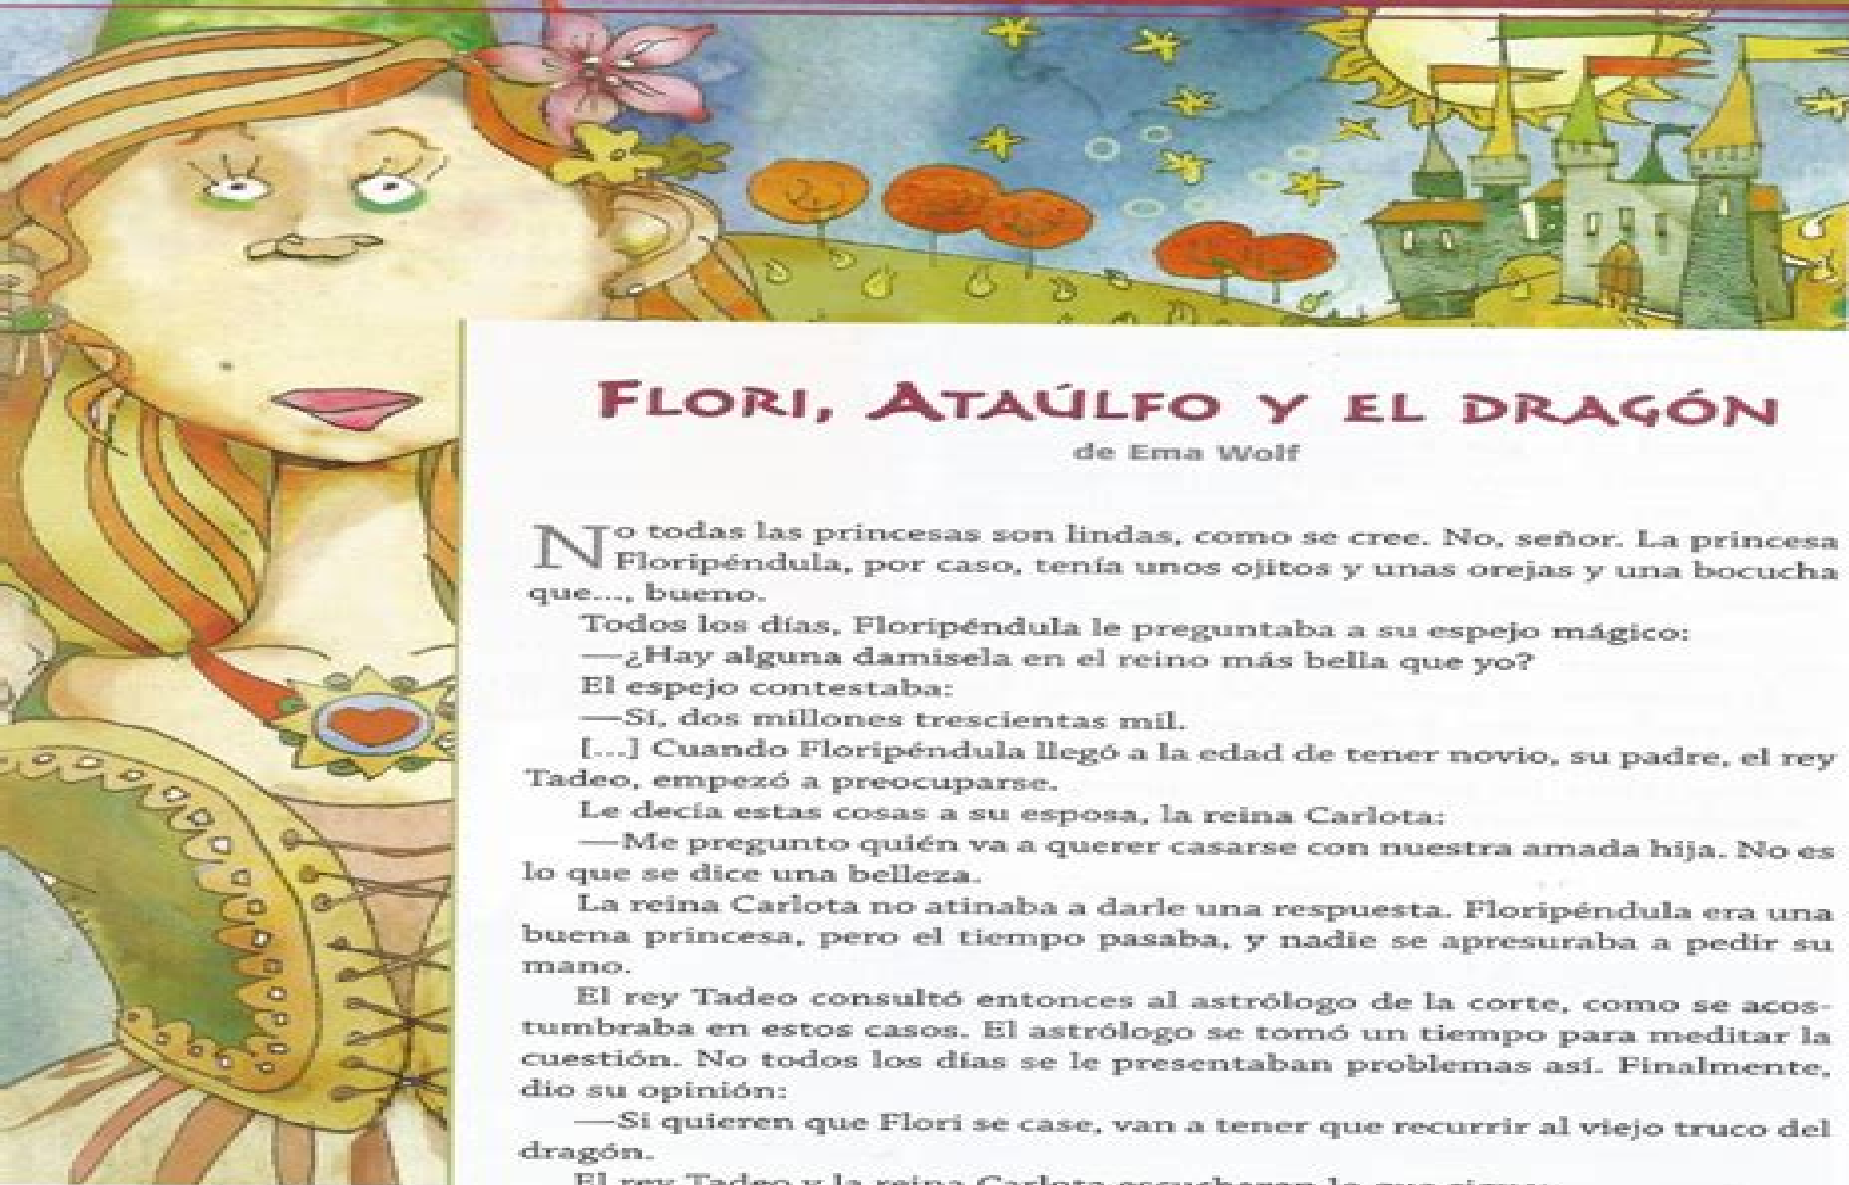 FLORI, ATAÚLFO Y EL DRAGÓN
de Ema Wolf
No todas las princesas son lindas, como se cree. No, señor. La princesa
Floripéndula, por caso, tenía unos ojitos y unas orejas y una bocucha
que..., bueno.
Todos los días, Floripéndula le preguntaba a su espejo mágico:
—¿Hay alguna damisela en el reino más bella que yo?
El espejo contestaba:
—Sí, dos millones trescientas mil.
[...] Cuando Floripéndula llegó a la edad de tener novio, su padre, el rey
Tadeo, empezó a preocuparse.
Le decía estas cosas a su esposa, la reina Carlota:
—Me pregunto quién va a querer casarse con nuestra amada hija. No es
lo que se dice una belleza.
La reina Carlota no atinaba a darle una respuesta. Floripéndula era una
buena princesa, pero el tiempo pasaba, y nadie se apresuraba a pedir su
mano.
El rey Tadeo consultó entonces al astrólogo de la corte, como se acos-
tumbraba en estos casos. El astrólogo se tomó un tiempo para meditar la
cuestión. No todos los días se le presentaban problemas así. Finalmente,
dio su opinión:
—Si quieren que Flori se case, van a tener que recurrir al viejo truco del
dragón.
El rey Tadeo y la reina Carlota escucharon lo que